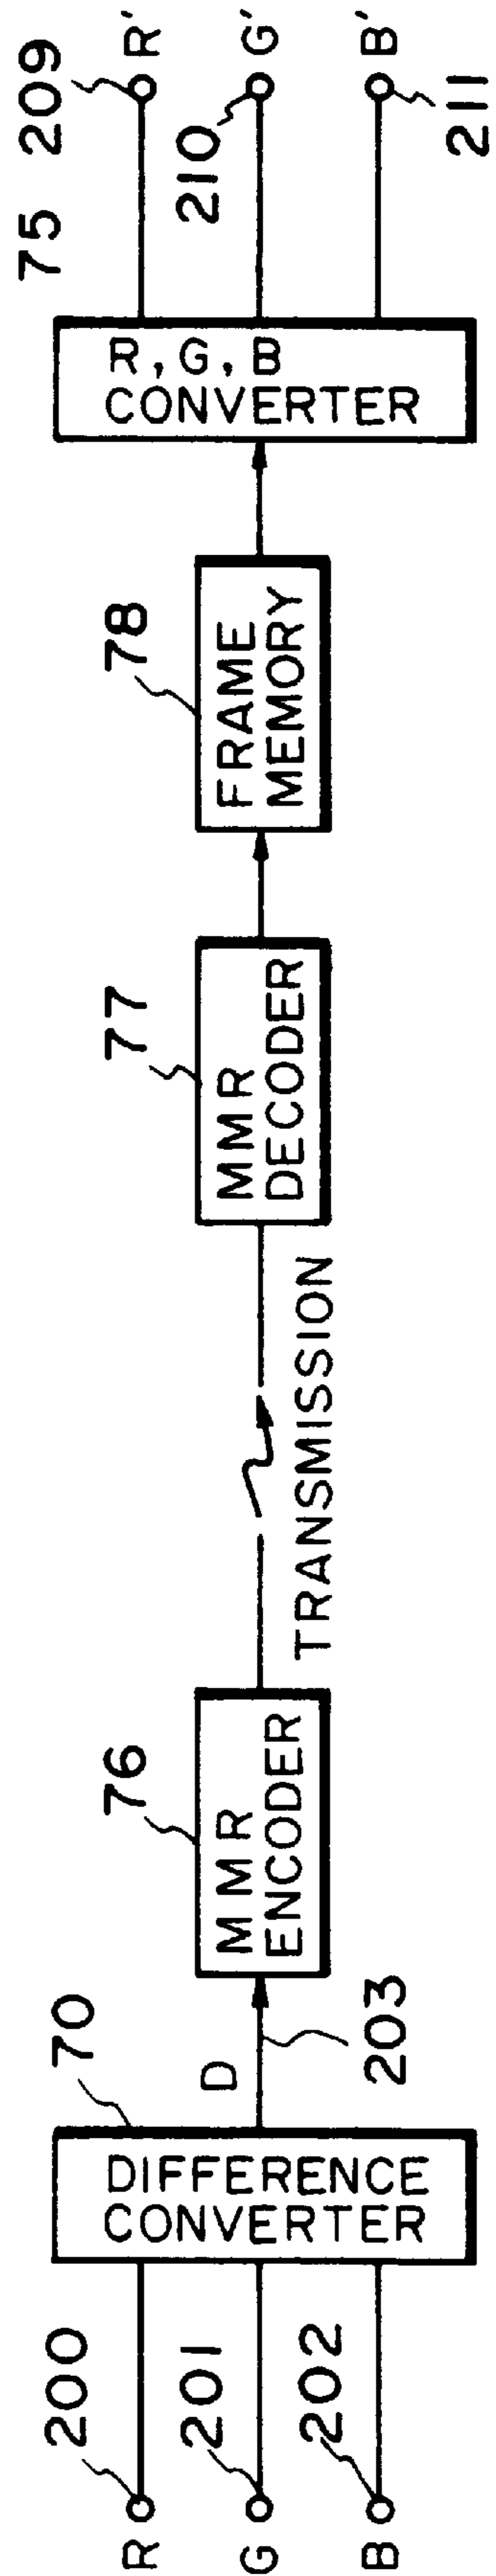 R
200
G
201
B
202
DIFFERENCE
CONVERTER
70
D
203
MMR
ENCODER
76
TRANSMISSION
MMR
DECODER
77
FRAME
MEMORY
78
R,G,B
CONVERTER
75
209
R'
210
G'
211
B'